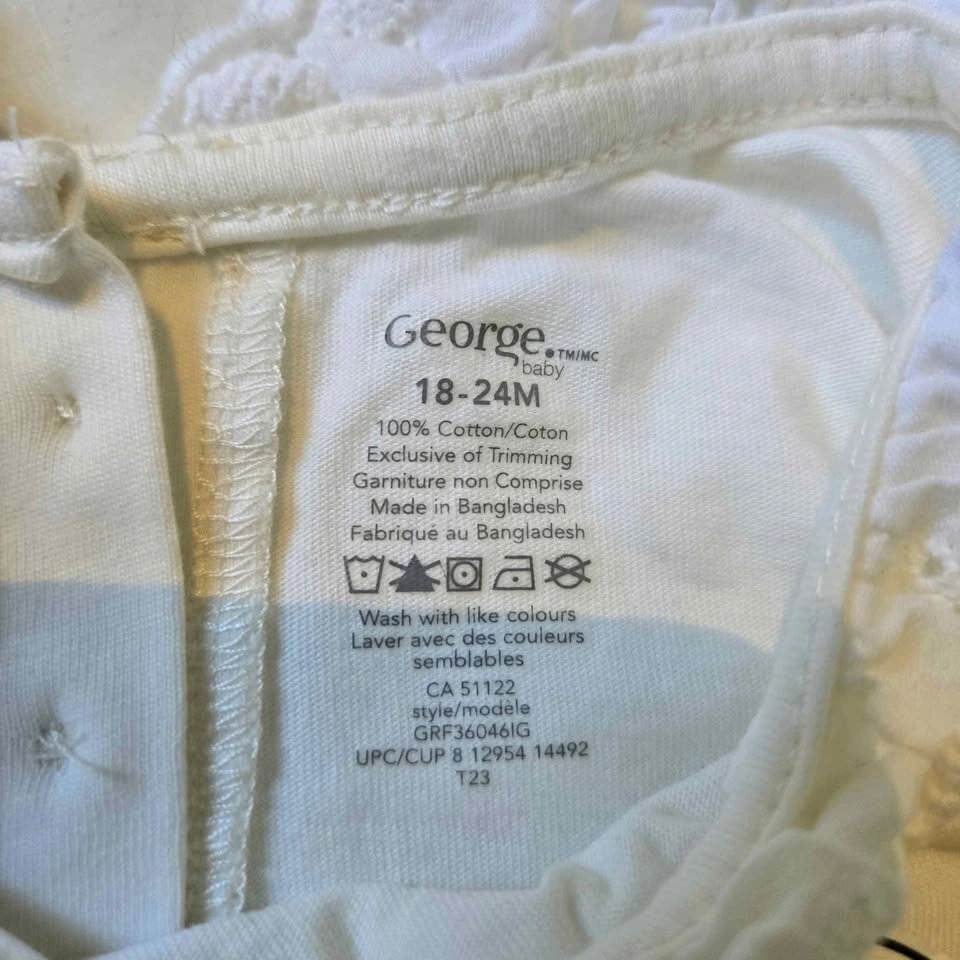 George.TM/MC
baby
18-24M
100% Cotton/Coton
Exclusive of Trimming
Garniture non Comprise
Made in Bangladesh
Fabriqué au Bangladesh
Wash with like colours
Laver avec des couleurs
semblables
CA 51122
style/modèle
GRF36046IG
UPC/CUP 8 12954 14492
T23